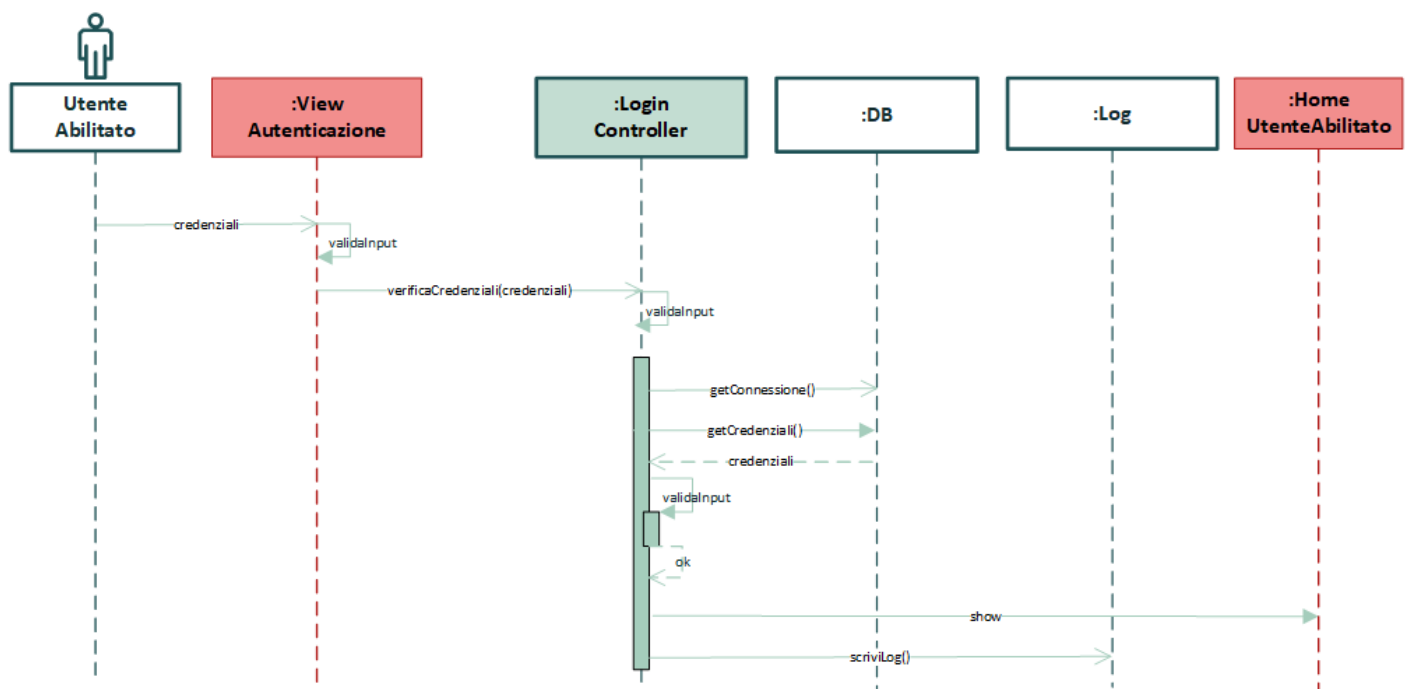 Utente
Abilitato
:View
Autenticazione
:Login
Controller
:DB
:Log
:Home
UtenteAbilitato
credenziali
validaInput
verificaCredenziali(credenziali)
validaInput
getConnessione()
getCredenziali()
credenziali
validaInput
ok
show
scriviLog()